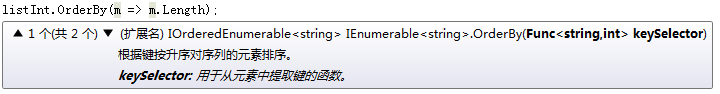 listInt.OrderBy(m => m.Length);
▲ 1 个(共 2 个) ▼ (扩展名) IOrderedEnumerable<string> IEnumerable<string>.OrderBy(Func<string,int> keySelector)
根据键按升序对序列的元素排序。
keySelector: 用于从元素中提取键的函数。